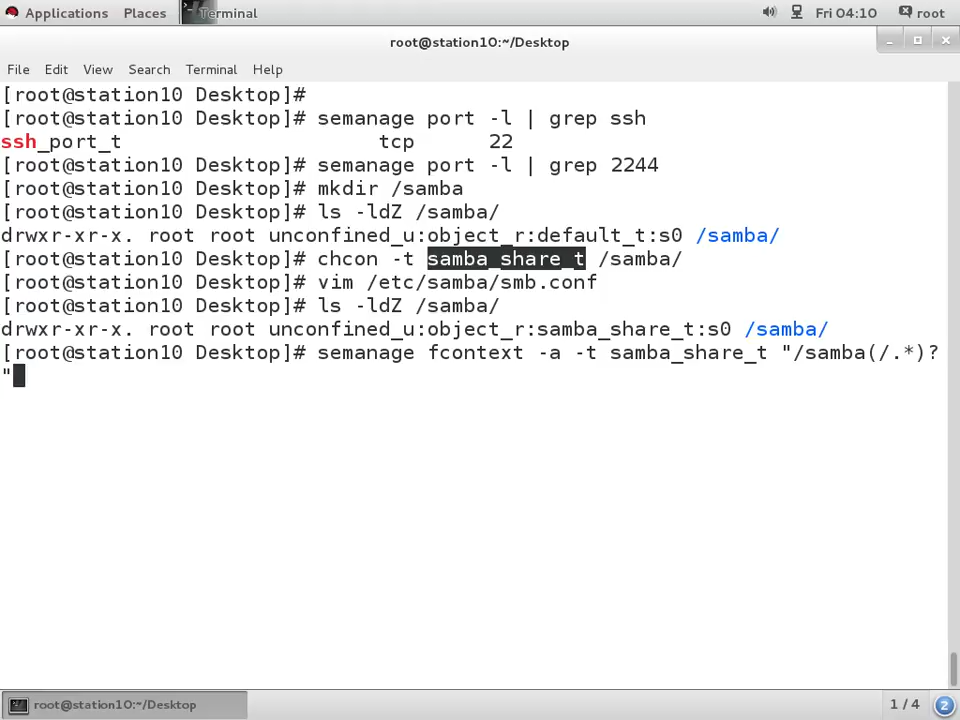 Applications Places Terminal Fri 04:10 root
root@station10:~/Desktop
File Edit View Search Terminal Help
[root@station10 Desktop]#
[root@station10 Desktop]# semanage port -l | grep ssh
ssh_port_t tcp 22
[root@station10 Desktop]# semanage port -l | grep 2244
[root@station10 Desktop]# mkdir /samba
[root@station10 Desktop]# ls -ldZ /samba/
drwxr-xr-x. root root unconfined_u:object_r:default_t:s0 /samba/
[root@station10 Desktop]# chcon -t samba_share_t /samba/
[root@station10 Desktop]# vim /etc/samba/smb.conf
[root@station10 Desktop]# ls -ldZ /samba/
drwxr-xr-x. root root unconfined_u:object_r:samba_share_t:s0 /samba/
[root@station10 Desktop]# semanage fcontext -a -t samba_share_t "/samba(/.*)?
"
root@station10:~/Desktop 1 / 4 2